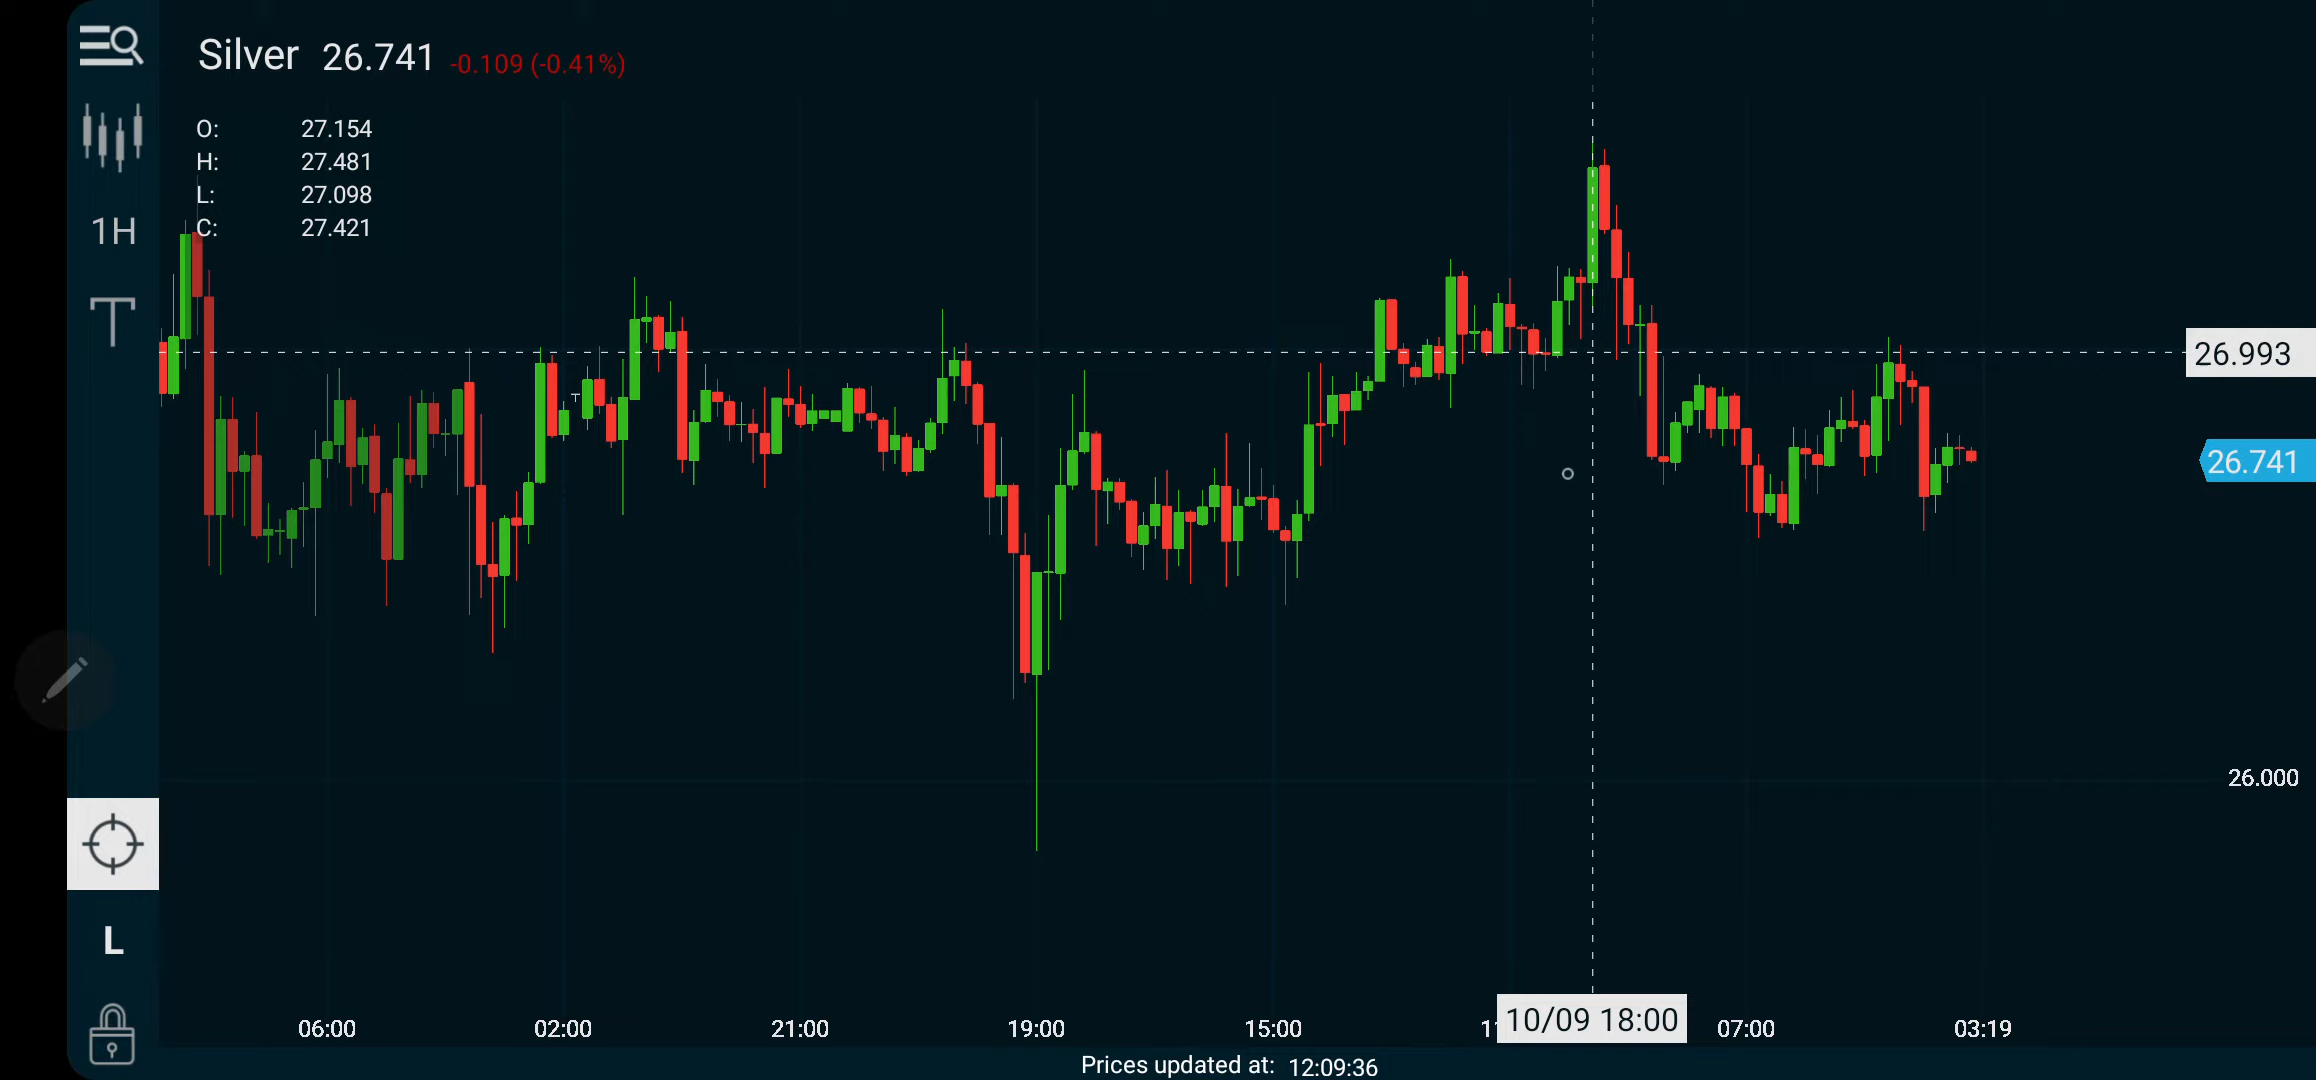 Silver 26.741 -0.109 (-0.41%)
O: 27.154
H: 27.481
L: 27.098
C: 27.421
1H
T
26.993
26.741
26.000
L
06:00 02:00 21:00 19:00 15:00 10/09 18:00 07:00 03:19
Prices updated at: 12:09:36